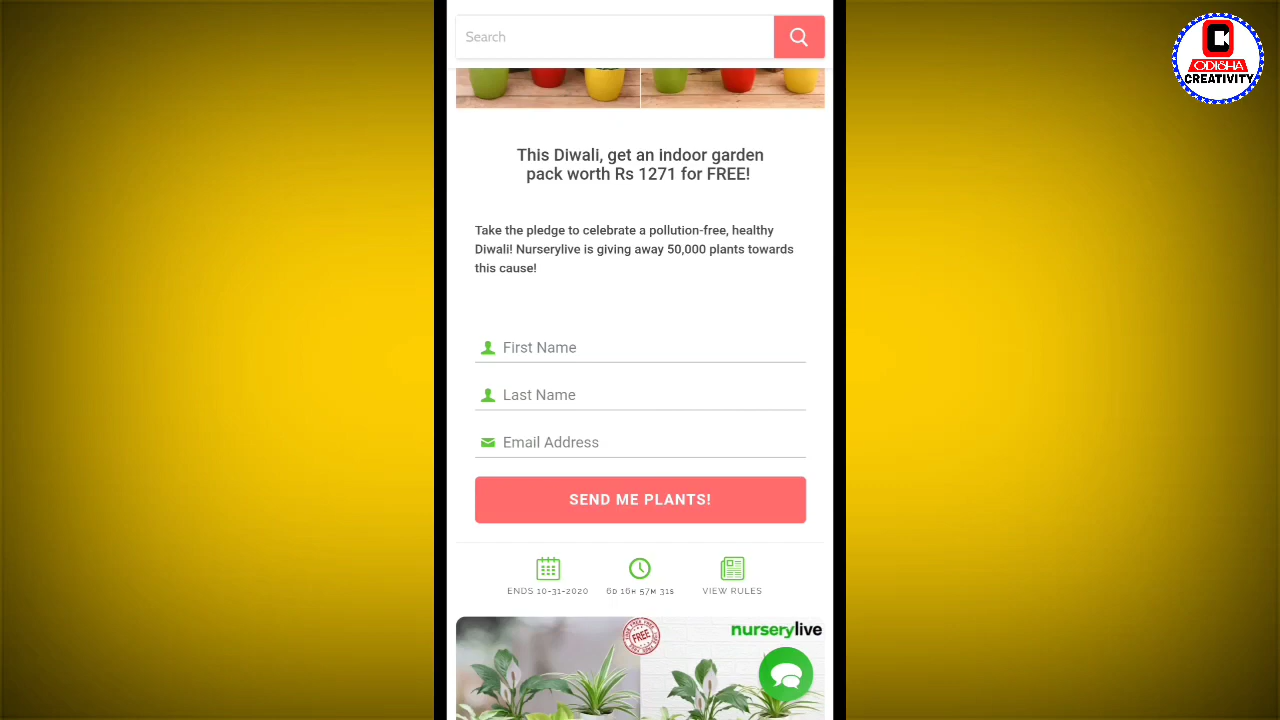 Search
ODISHA
CREATIVITY
This Diwali, get an indoor garden
pack worth Rs 1271 for FREE!
Take the pledge to celebrate a pollution-free, healthy
Diwali! Nurserylive is giving away 50,000 plants towards
this cause!
First Name
Last Name
Email Address
SEND ME PLANTS!
ENDS 10-31-2020
6D 16H 57M 31S
VIEW RULES
FREE
nurserylive